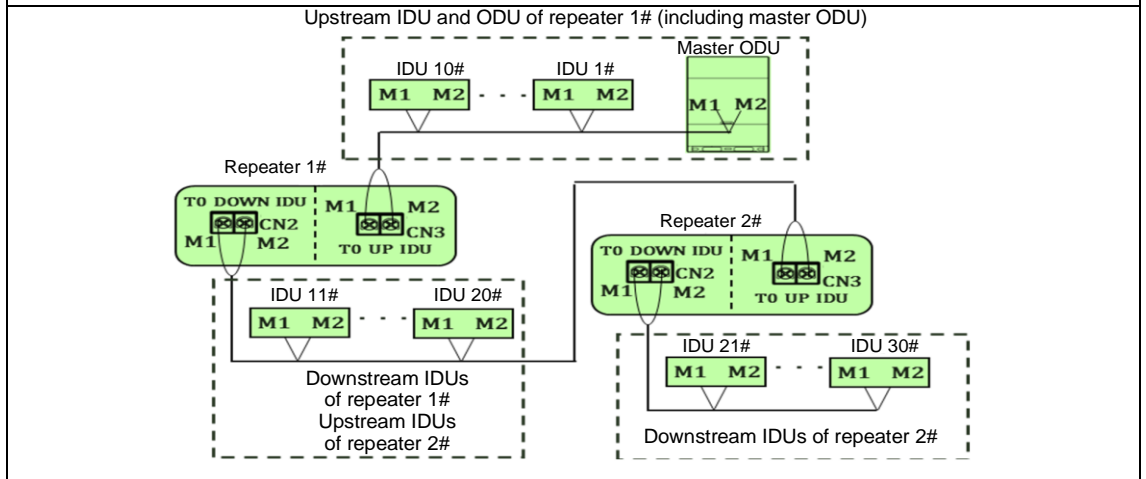 Upstream IDU and ODU of repeater 1# (including master ODU)
Master ODU
IDU 10#
IDU 1#
M1 M2
· · ·
M1 M2
M1 M2
Repeater 1#
TO DOWN IDU
CN2
M1
M2
M1
M2
CN3
TO UP IDU
Repeater 2#
TO DOWN IDU
CN2
M1
M2
M1
M2
CN3
TO UP IDU
IDU 11#
IDU 20#
M1 M2
· · ·
M1 M2
Downstream IDUs
of repeater 1#
Upstream IDUs
of repeater 2#
IDU 21#
IDU 30#
M1 M2
· · ·
M1 M2
Downstream IDUs of repeater 2#